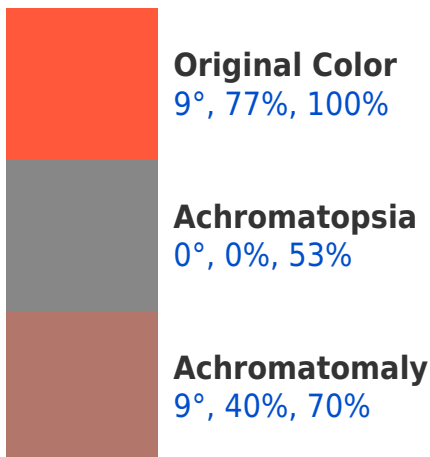 Original Color
9°, 77%, 100%
Achromatopsia
0°, 0%, 53%
Achromatomaly
9°, 40%, 70%